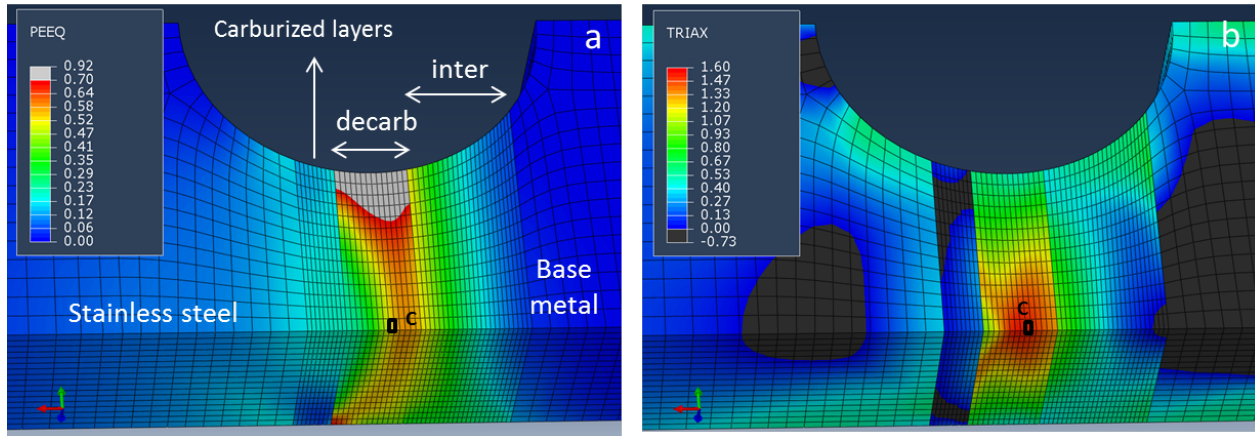 PEEQ
0.92
0.70
0.64
0.58
0.52
0.47
0.41
0.35
0.29
0.23
0.17
0.12
0.06
0.00
Carburized layers
a
inter
decarb
Stainless steel
C
Base
metal
TRIAX
1.60
1.47
1.33
1.20
1.07
0.93
0.80
0.67
0.53
0.40
0.27
0.13
0.00
-0.73
b
C